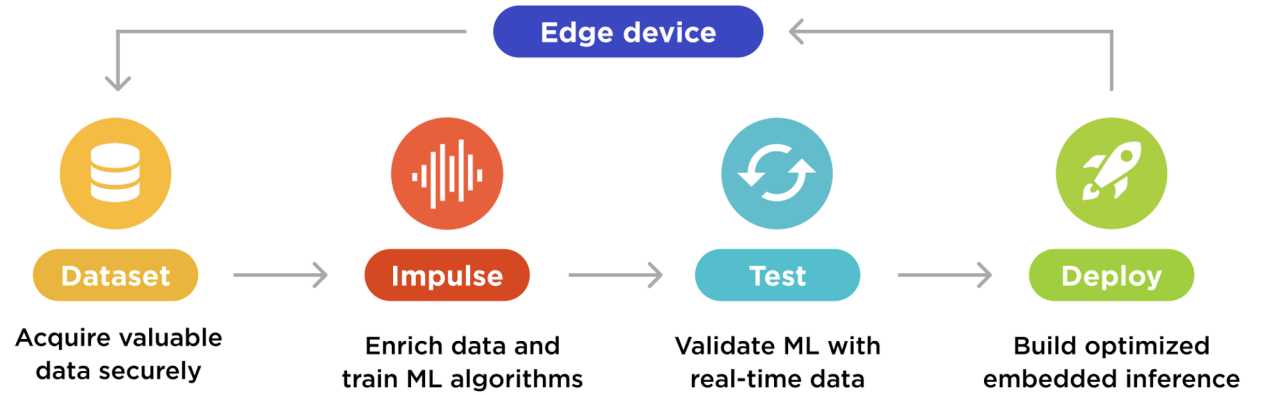 Edge device
Dataset
Impulse
Test
Deploy
Acquire valuable
data securely
Enrich data and
train ML algorithms
Validate ML with
real-time data
Build optimized
embedded inference